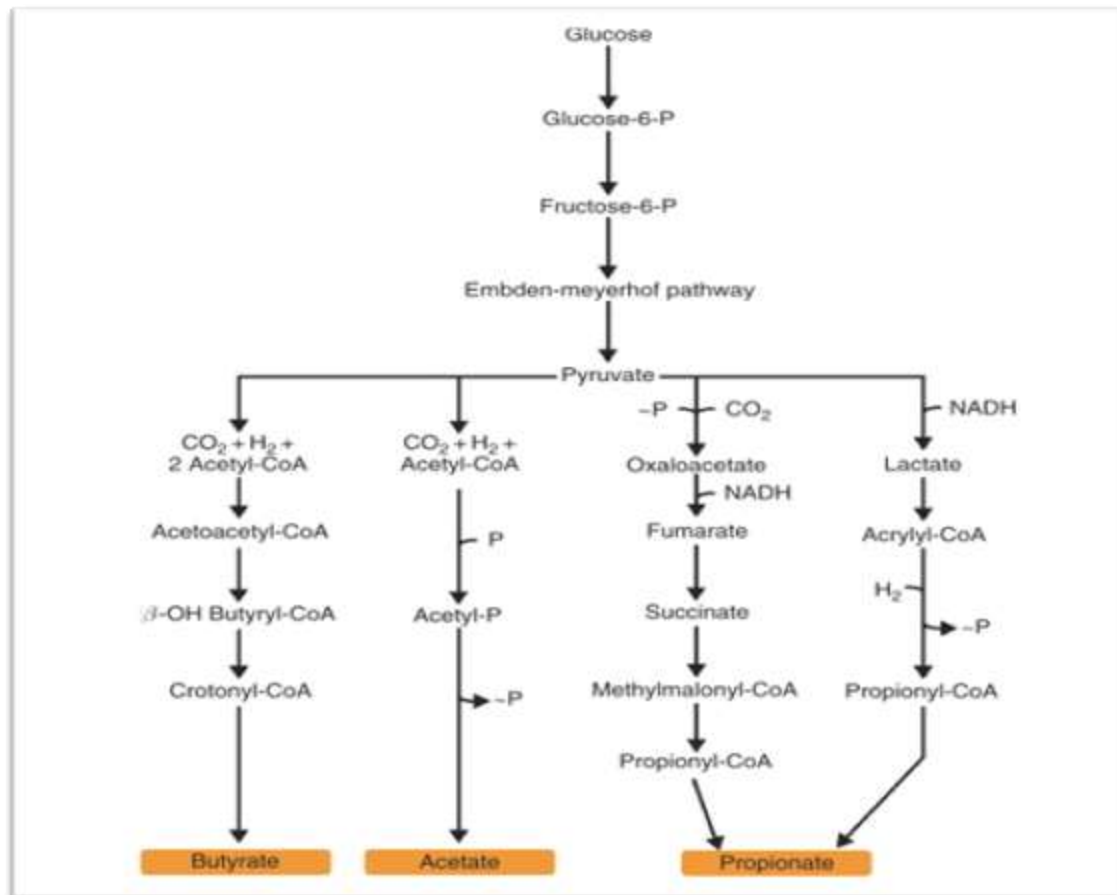 Glucose
Glucose-6-P
Fructose-6-P
Embden-meyerhof pathway
Pyruvate
CO₂ + H₂ +
2 Acetyl-CoA
Acetoacetyl-CoA
β-OH Butyryl-CoA
Crotonyl-CoA
Butyrate
CO₂ + H₂ +
Acetyl-CoA
P
Acetyl-P
~P
Acetate
~P
CO₂
Oxaloacetate
NADH
Fumarate
Succinate
Methylmalonyl-CoA
Propionyl-CoA
NADH
Lactate
Acrylyl-CoA
H₂
~P
Propionyl-CoA
Propionate